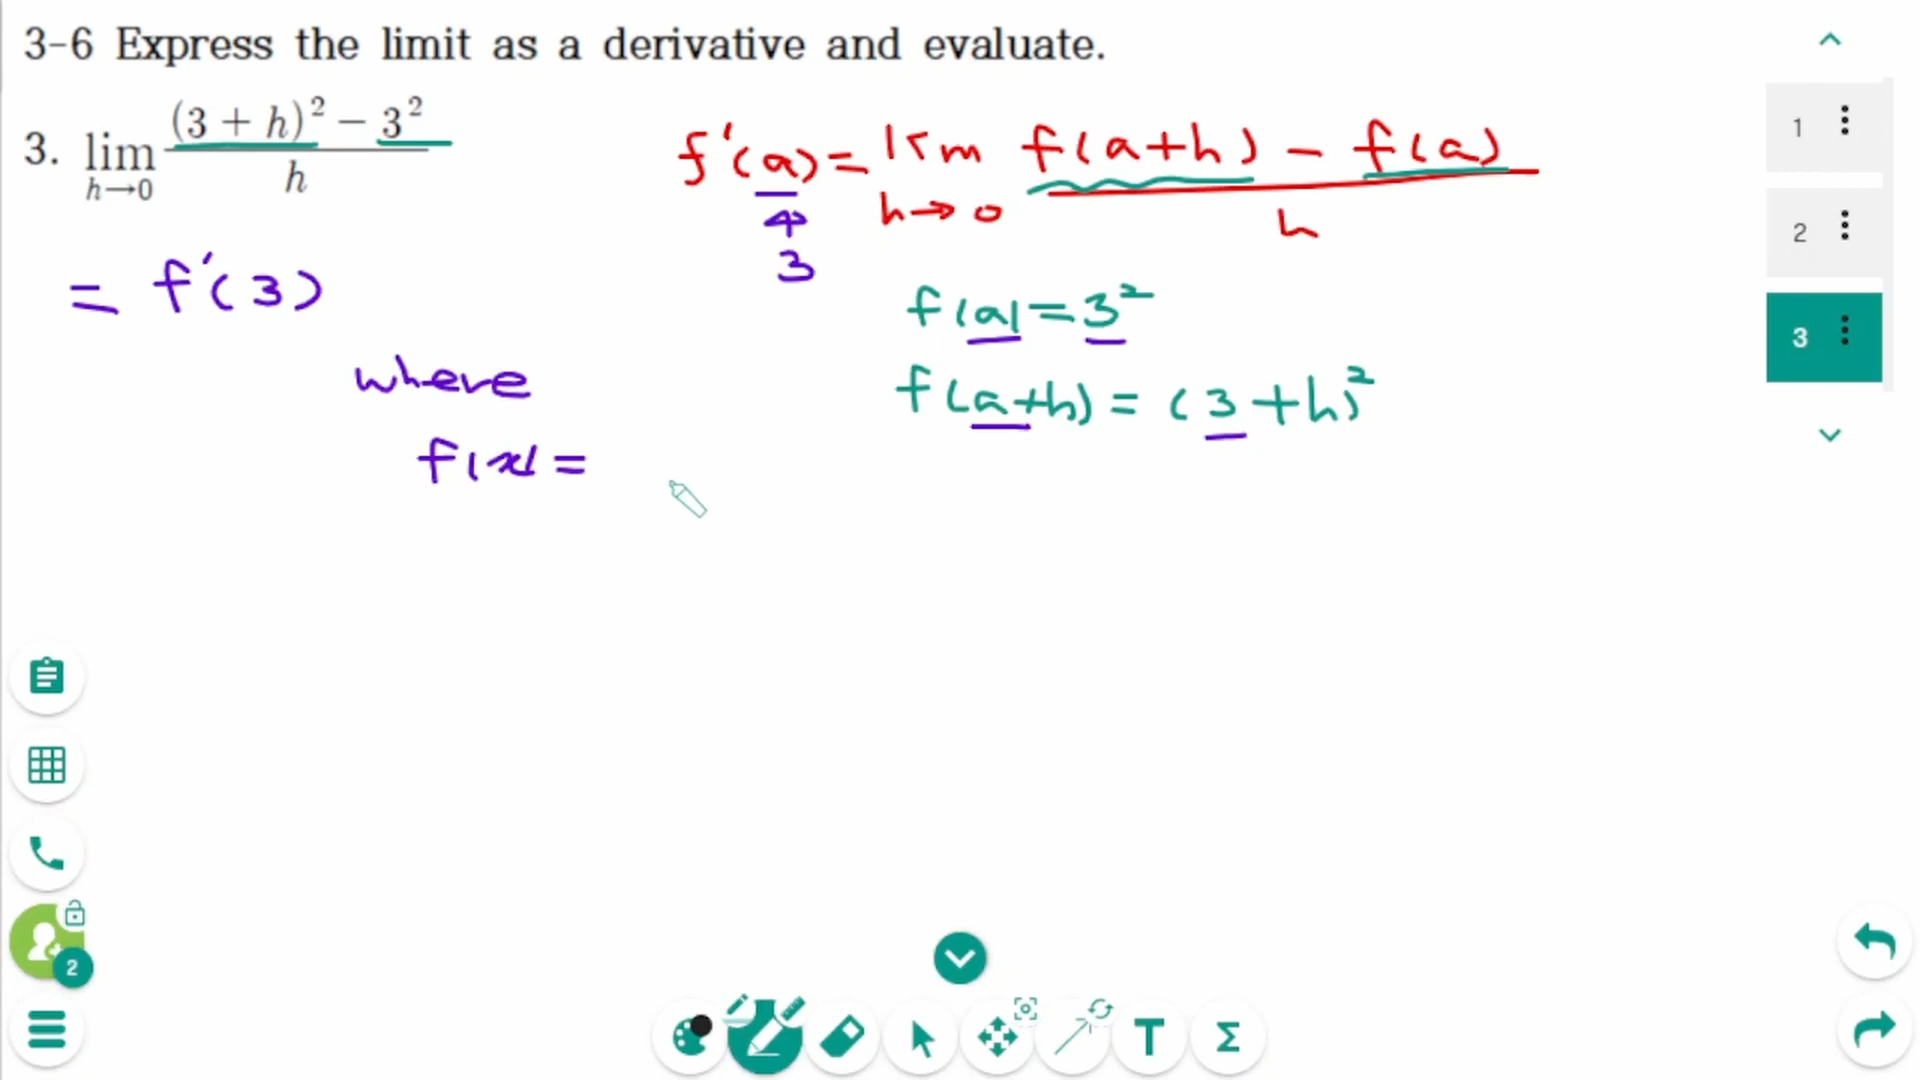 3-6 Express the limit as a derivative and evaluate.
3. lim h→0 ((3 + h)² − 3²) / h
f'(a) = lim h→0 (f(a+h) − f(a)) / h
3
= f'(3)
f(a) = 3²
where
f(a+h) = (3+h)²
f(x) =
1
2
3
2
T
Σ